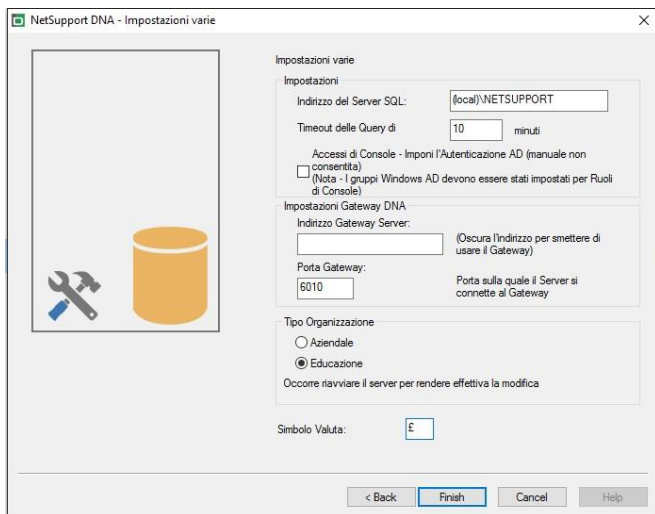 NetSupport DNA - Impostazioni varie
Impostazioni varie
Impostazioni
Indirizzo del Server SQL:
(local)\NETSUPPORT
Timeout delle Query di
10
minuti
Accessi di Console - Imponi l'Autenticazione AD (manuale non
consentita)
(Nota - I gruppi Windows AD devono essere stati impostati per Ruoli
di Console)
Impostazioni Gateway DNA
Indirizzo Gateway Server:
(Oscura l'indirizzo per smettere di
usare il Gateway)
Porta Gateway:
6010
Porta sulla quale il Server si
connette al Gateway
Tipo Organizzazione
Aziendale
Educazione
Occorre riavviare il server per rendere effettiva la modifica
Simbolo Valuta:
£
< Back
Finish
Cancel
Help